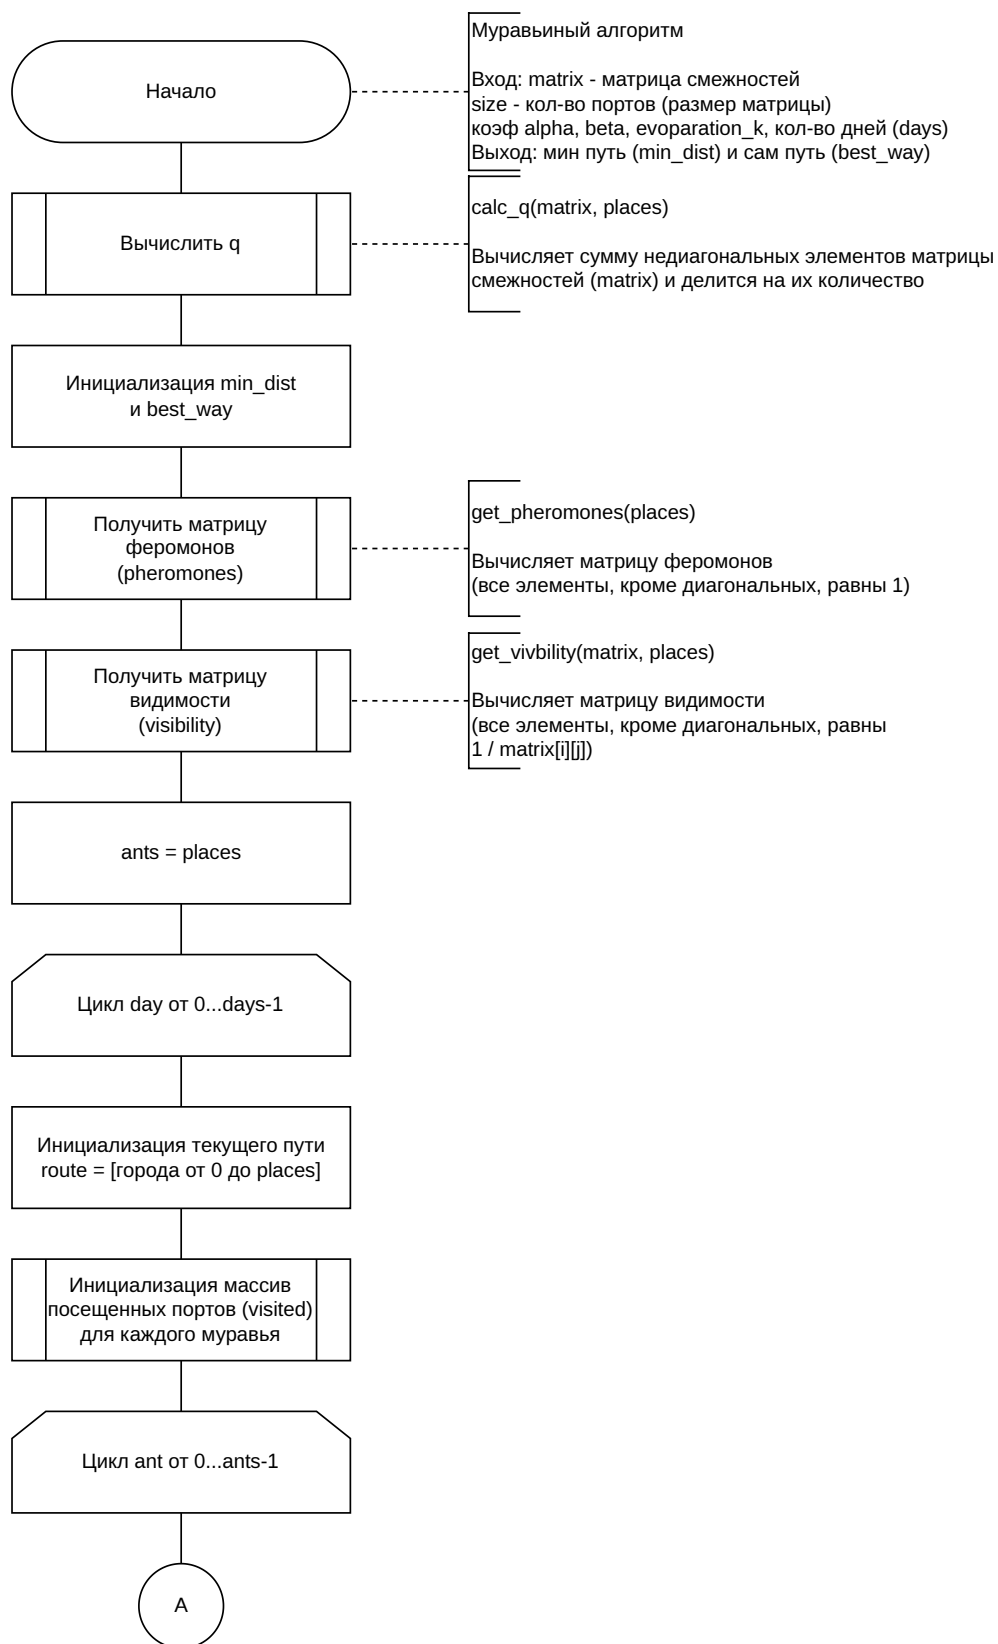 Начало
Муравьиный алгоритм
Вход: matrix - матрица смежностей
size - кол-во портов (размер матрицы)
коэф alpha, beta, evoparation_k, кол-во дней (days)
Выход: мин путь (min_dist) и сам путь (best_way)
Вычислить q
calc_q(matrix, places)
Вычисляет сумму недиагональных элементов матрицы
смежностей (matrix) и делится на их количество
Инициализация min_dist
и best_way
Получить матрицу
феромонов
(pheromones)
get_pheromones(places)
Вычисляет матрицу феромонов
(все элементы, кроме диагональных, равны 1)
Получить матрицу
видимости
(visibility)
get_vivbility(matrix, places)
Вычисляет матрицу видимости
(все элементы, кроме диагональных, равны
1 / matrix[i][j])
ants = places
Цикл day от 0...days-1
Инициализация текущего пути
route = [города от 0 до places]
Инициализация массив
посещенных портов (visited)
для каждого муравья
Цикл ant от 0...ants-1
А